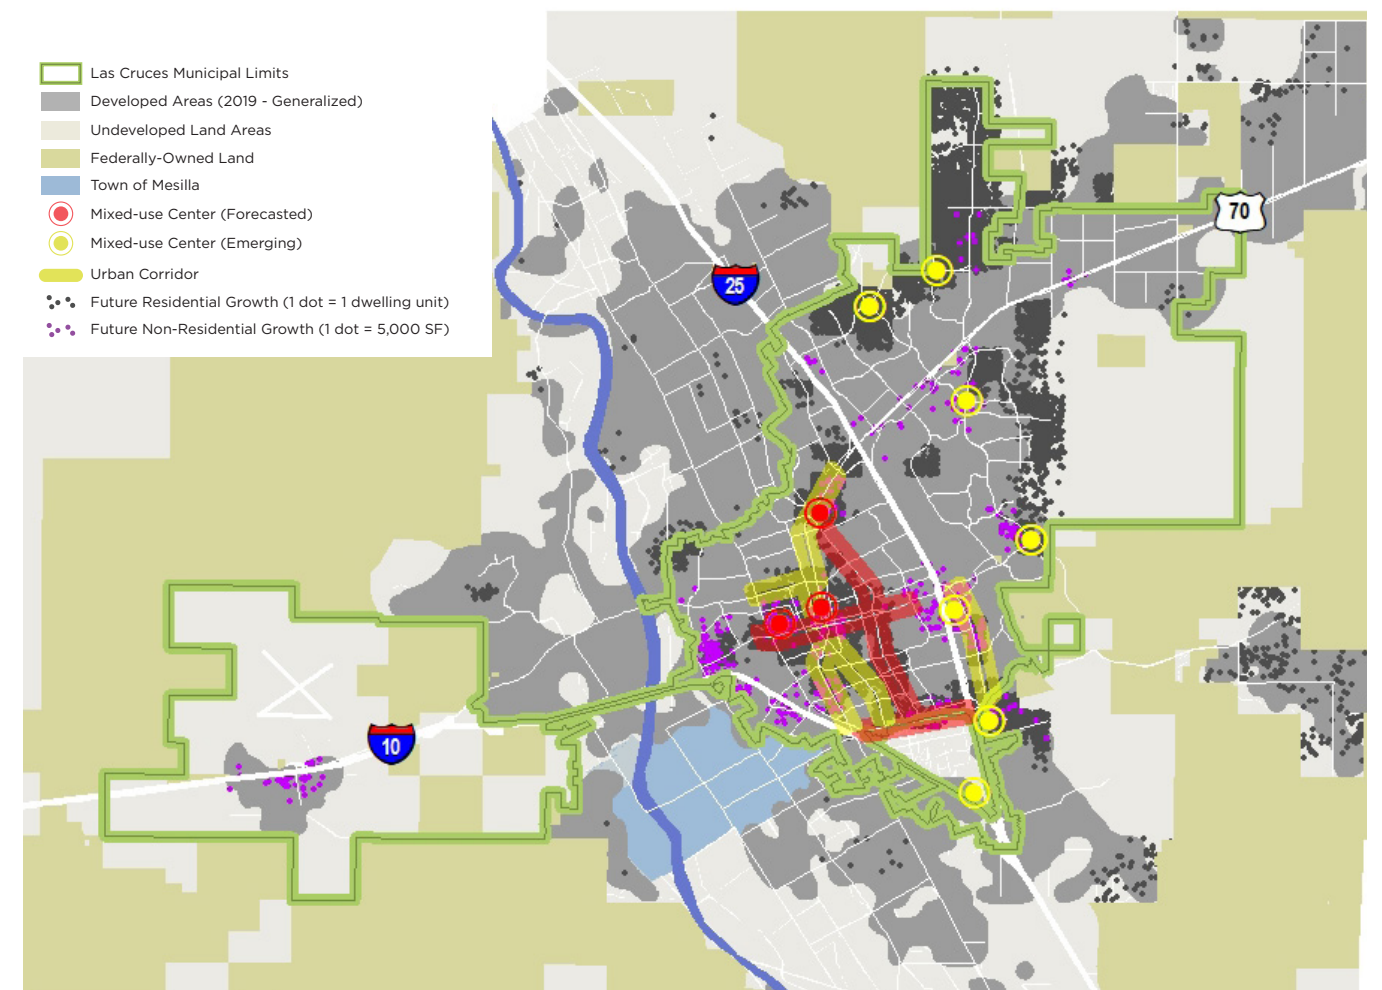 Las Cruces Municipal Limits
Developed Areas (2019 - Generalized)
Undeveloped Land Areas
Federally-Owned Land
Town of Mesilla
Mixed-use Center (Forecasted)
Mixed-use Center (Emerging)
Urban Corridor
Future Residential Growth (1 dot = 1 dwelling unit)
Future Non-Residential Growth (1 dot = 5,000 SF)
70
25
10